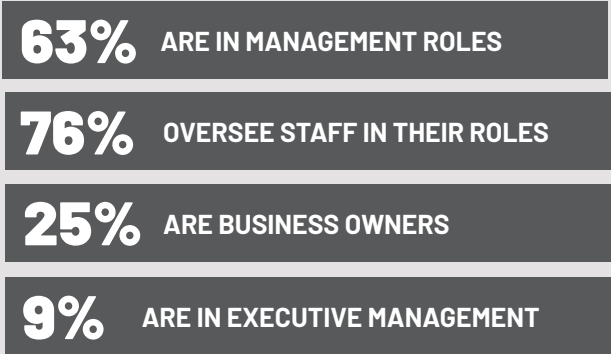 63% ARE IN MANAGEMENT ROLES
76% OVERSEE STAFF IN THEIR ROLES
25% ARE BUSINESS OWNERS
9% ARE IN EXECUTIVE MANAGEMENT